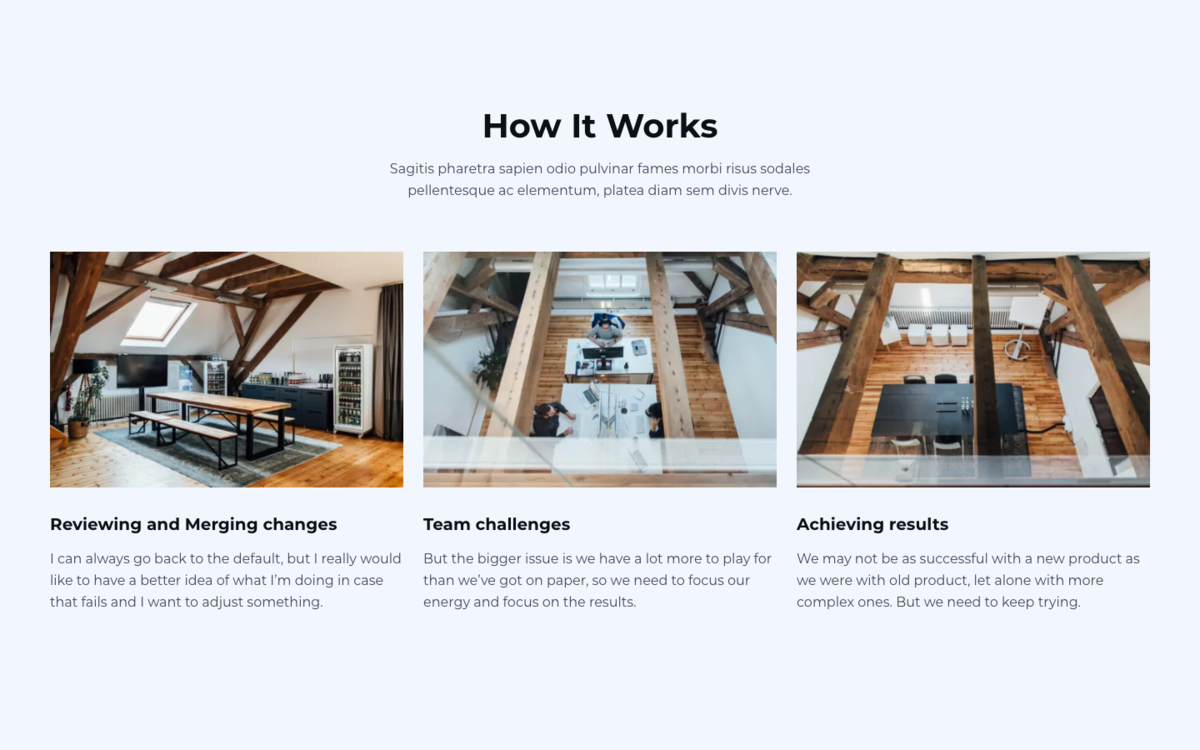 How It Works
Sagitis pharetra sapien odio pulvinar fames morbi risus sodales
pellentesque ac elementum, platea diam sem divis nerve.
Reviewing and Merging changes
I can always go back to the default, but I really would
like to have a better idea of what I’m doing in case
that fails and I want to adjust something.
Team challenges
But the bigger issue is we have a lot more to play for
than we’ve got on paper, so we need to focus our
energy and focus on the results.
Achieving results
We may not be as successful with a new product as
we were with old product, let alone with more
complex ones. But we need to keep trying.